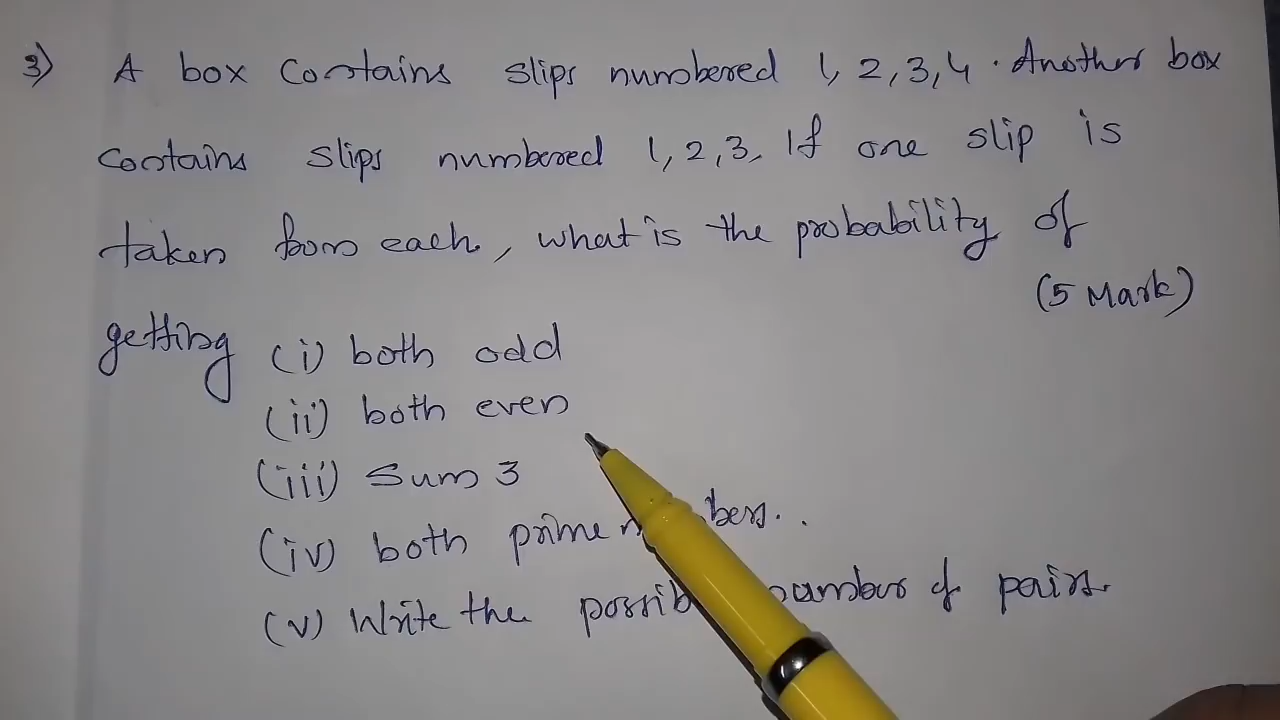 3) A box contains slips numbered 1, 2, 3, 4. Another box
contains slips numbered 1, 2, 3. If one slip is
taken from each, what is the probability of
(5 Mark)
getting (i) both odd
(ii) both even
(iii) Sum 3
(iv) both prime
(v) Write the number of pairs.